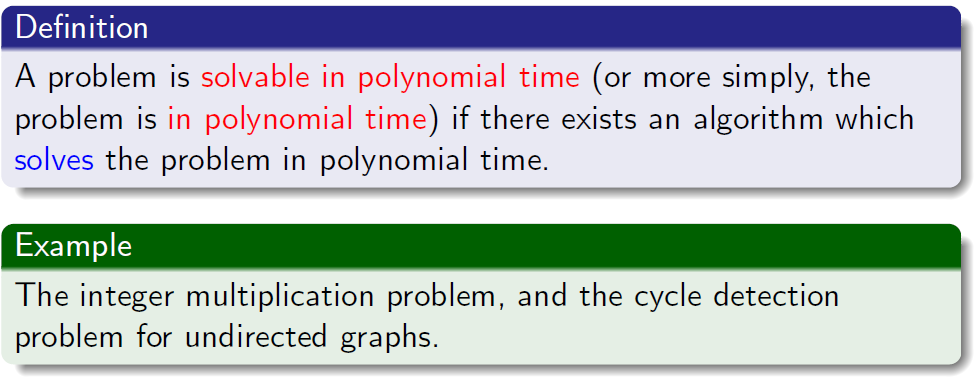 Definition
A problem is solvable in polynomial time (or more simply, the
problem is in polynomial time) if there exists an algorithm which
solves the problem in polynomial time.
Example
The integer multiplication problem, and the cycle detection
problem for undirected graphs.